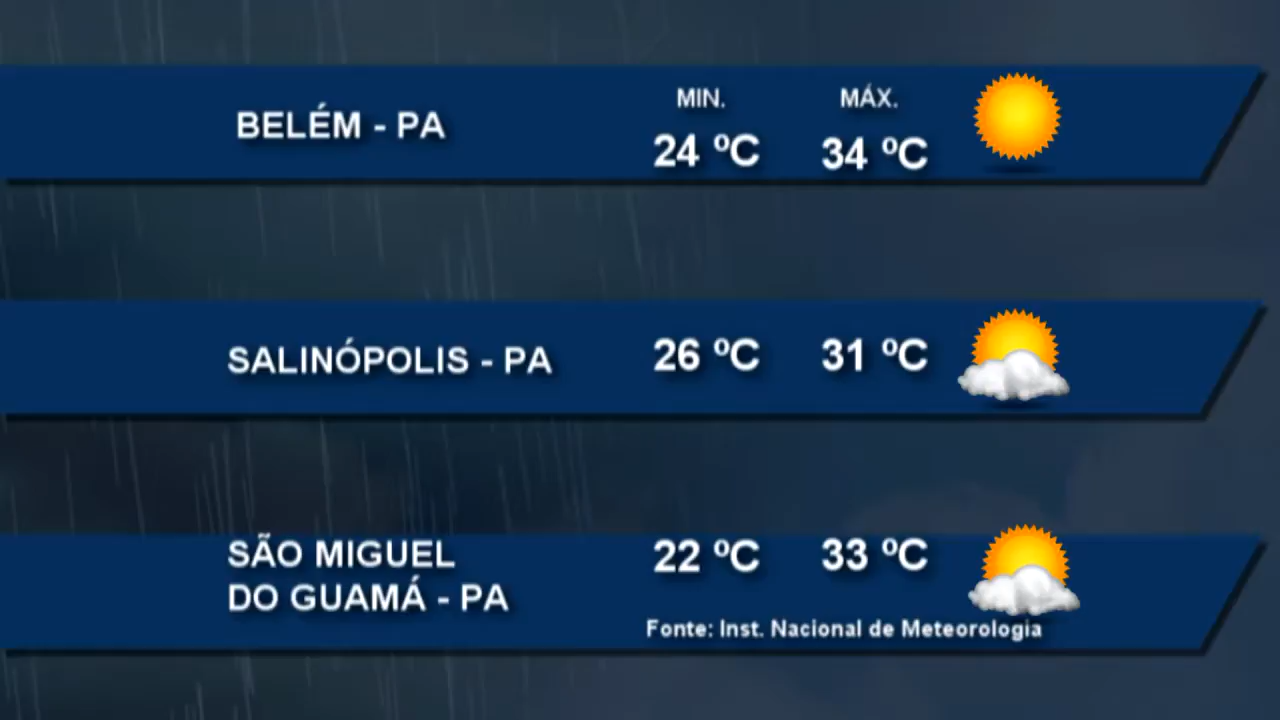 MIN. MÁX.
BELÉM - PA 24 ºC 34 ºC
SALINÓPOLIS - PA 26 ºC 31 ºC
SÃO MIGUEL 22 ºC 33 ºC
DO GUAMÁ - PA
Fonte: Inst. Nacional de Meteorologia